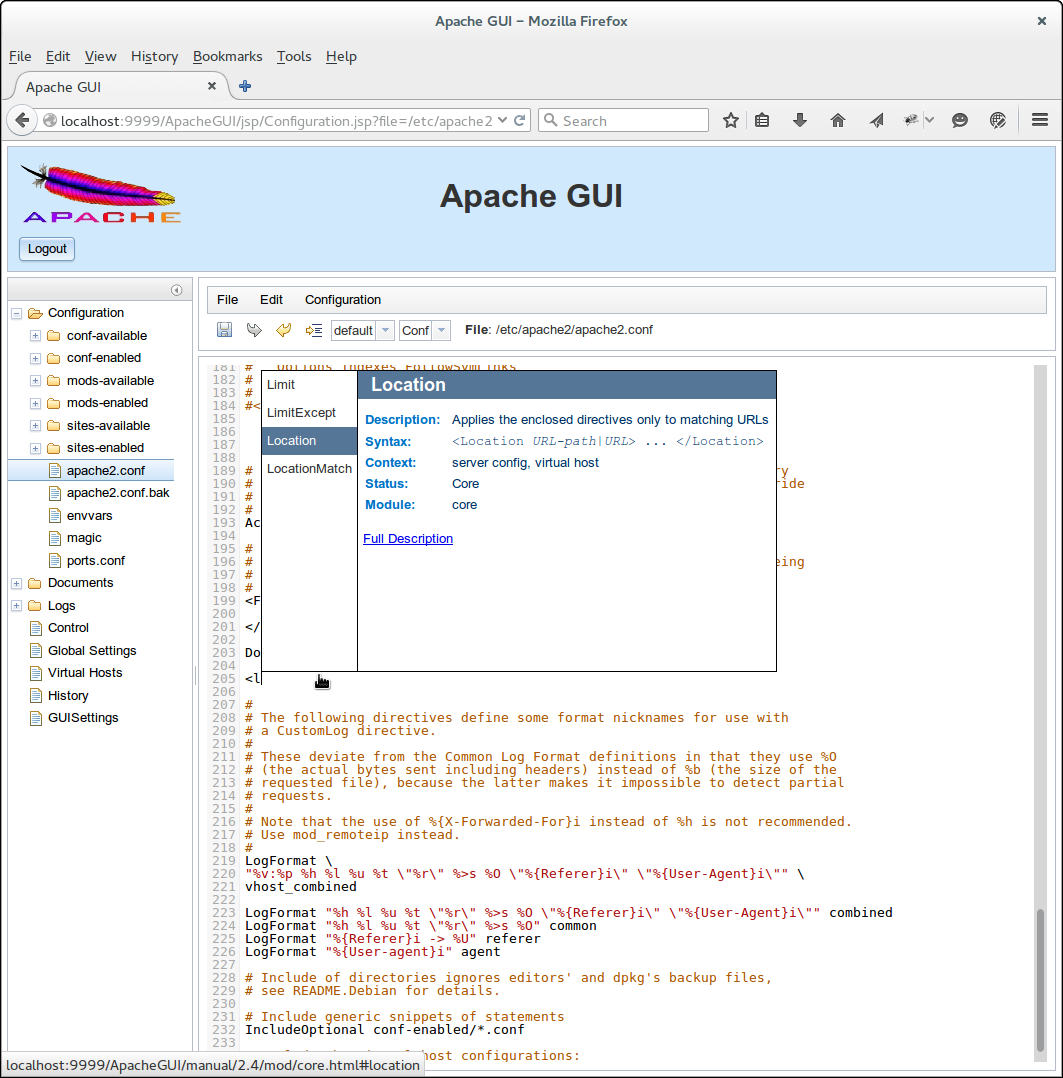 Apache GUI – Mozilla Firefox
File Edit View History Bookmarks Tools Help
Apache GUI
localhost:9999/ApacheGUI/jsp/Configuration.jsp?file=/etc/apache2
Search
APACHE
Apache GUI
Logout
Configuration
conf-available
conf-enabled
mods-available
mods-enabled
sites-available
sites-enabled
apache2.conf
apache2.conf.bak
envvars
magic
ports.conf
Documents
Logs
Control
Global Settings
Virtual Hosts
History
GUISettings
File Edit Configuration
default Conf File: /etc/apache2/apache2.conf
181 # Options Indexes FollowSymLinks
182 #
183 #
184 #<
185
186
187
188
189 # y
190 # ride
191 #
192 #
193 Ac
194
195 #
196 # eing
197 #
198 #
199 <F
200
201 </
202
203 Do
204
205 <l
Limit
LimitExcept
Location
LocationMatch
Location
Description: Applies the enclosed directives only to matching URLs
Syntax: <Location URL-path|URL> ... </Location>
Context: server config, virtual host
Status: Core
Module: core
Full Description
206
207 #
208 # The following directives define some format nicknames for use with
209 # a CustomLog directive.
210 #
211 # These deviate from the Common Log Format definitions in that they use %O
212 # (the actual bytes sent including headers) instead of %b (the size of the
213 # requested file), because the latter makes it impossible to detect partial
214 # requests.
215 #
216 # Note that the use of %{X-Forwarded-For}i instead of %h is not recommended.
217 # Use mod_remoteip instead.
218 #
219 LogFormat \
220 "%v:%p %h %l %u %t \"%r\" %>s %O \"%{Referer}i\" \"%{User-Agent}i\"" \
221 vhost_combined
222
223 LogFormat "%h %l %u %t \"%r\" %>s %O \"%{Referer}i\" \"%{User-Agent}i\"" combined
224 LogFormat "%h %l %u %t \"%r\" %>s %O" common
225 LogFormat "%{Referer}i -> %U" referer
226 LogFormat "%{User-agent}i" agent
227
228 # Include of directories ignores editors' and dpkg's backup files,
229 # see README.Debian for details.
230
231 # Include generic snippets of statements
232 IncludeOptional conf-enabled/*.conf
233
host configurations:
localhost:9999/ApacheGUI/manual/2.4/mod/core.html#location